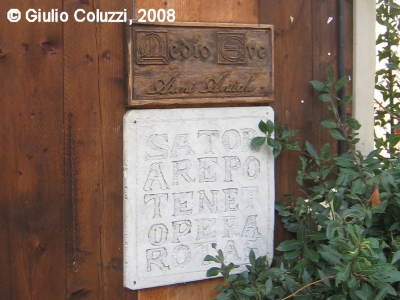 © Giulio Coluzzi, 2008
Medio Evo
SATOR
AREPO
TENET
OPERA
ROTAS